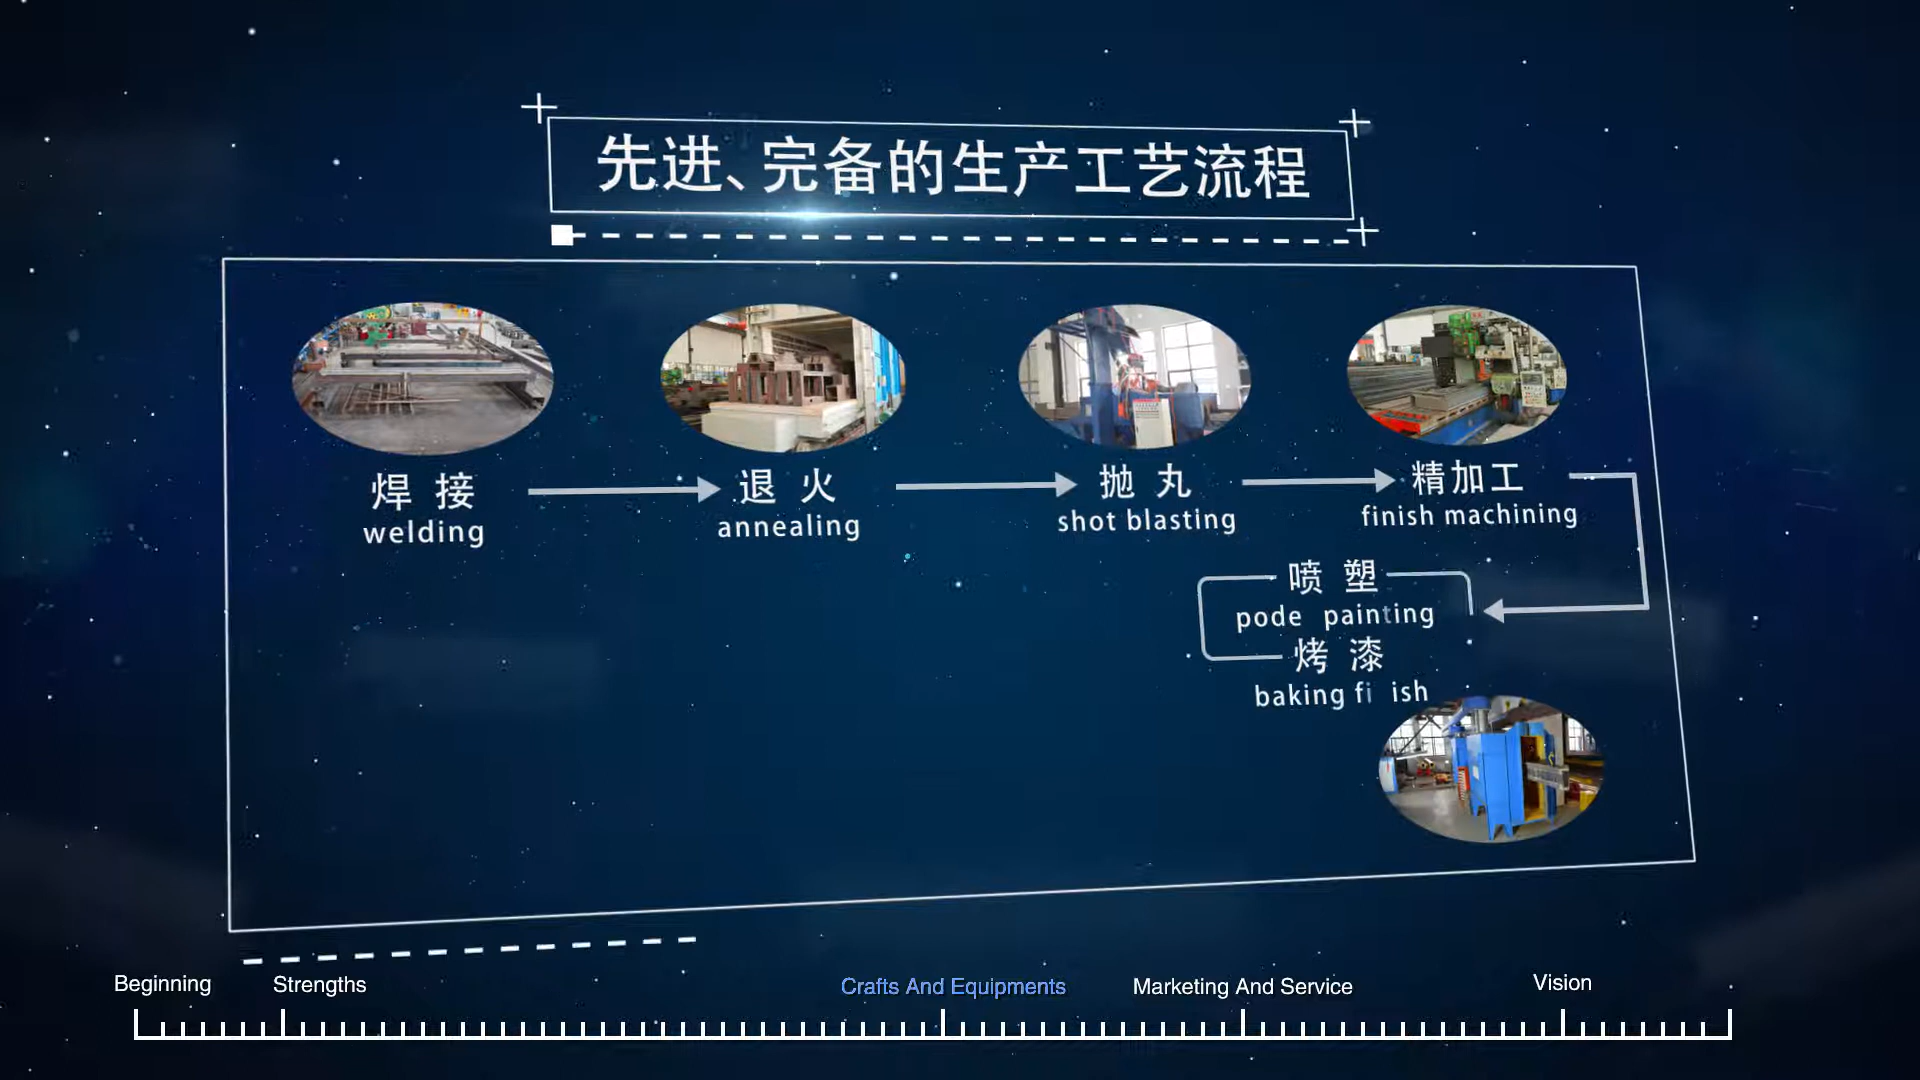 先进、完备的生产工艺流程
焊接
welding
退火
annealing
抛丸
shot blasting
精加工
finish machining
喷塑
pode painting
烤漆
baking fi ish
Beginning
Strengths
Crafts And Equipments
Marketing And Service
Vision